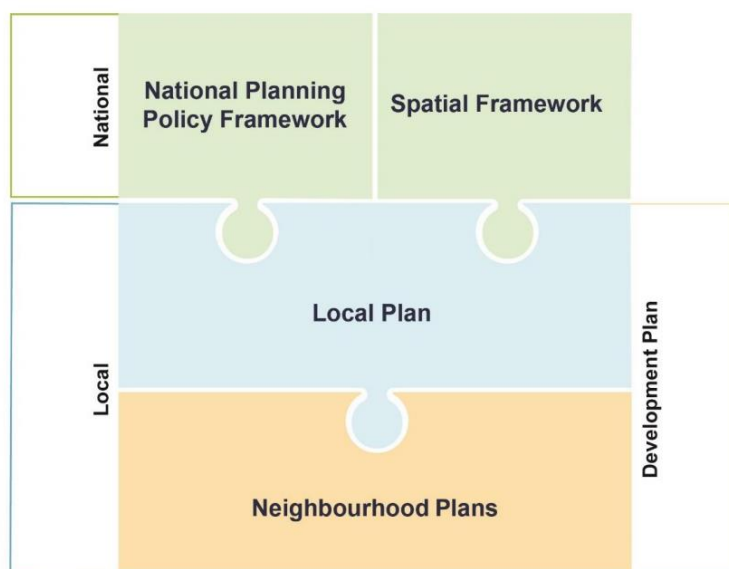 National
National Planning
Policy Framework
Spatial Framework
Local
Local Plan
Development Plan
Neighbourhood Plans